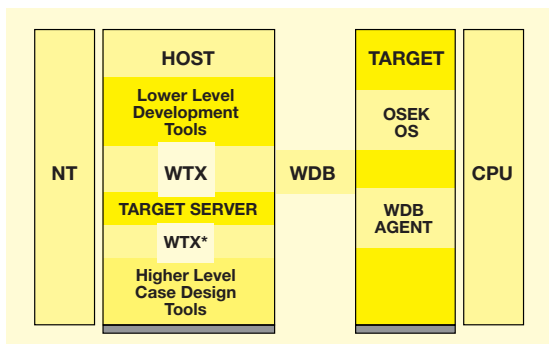 NT
HOST
Lower Level
Development
Tools
WTX
TARGET SERVER
WTX*
Higher Level
Case Design
Tools
WDB
TARGET
OSEK
OS
WDB
AGENT
CPU